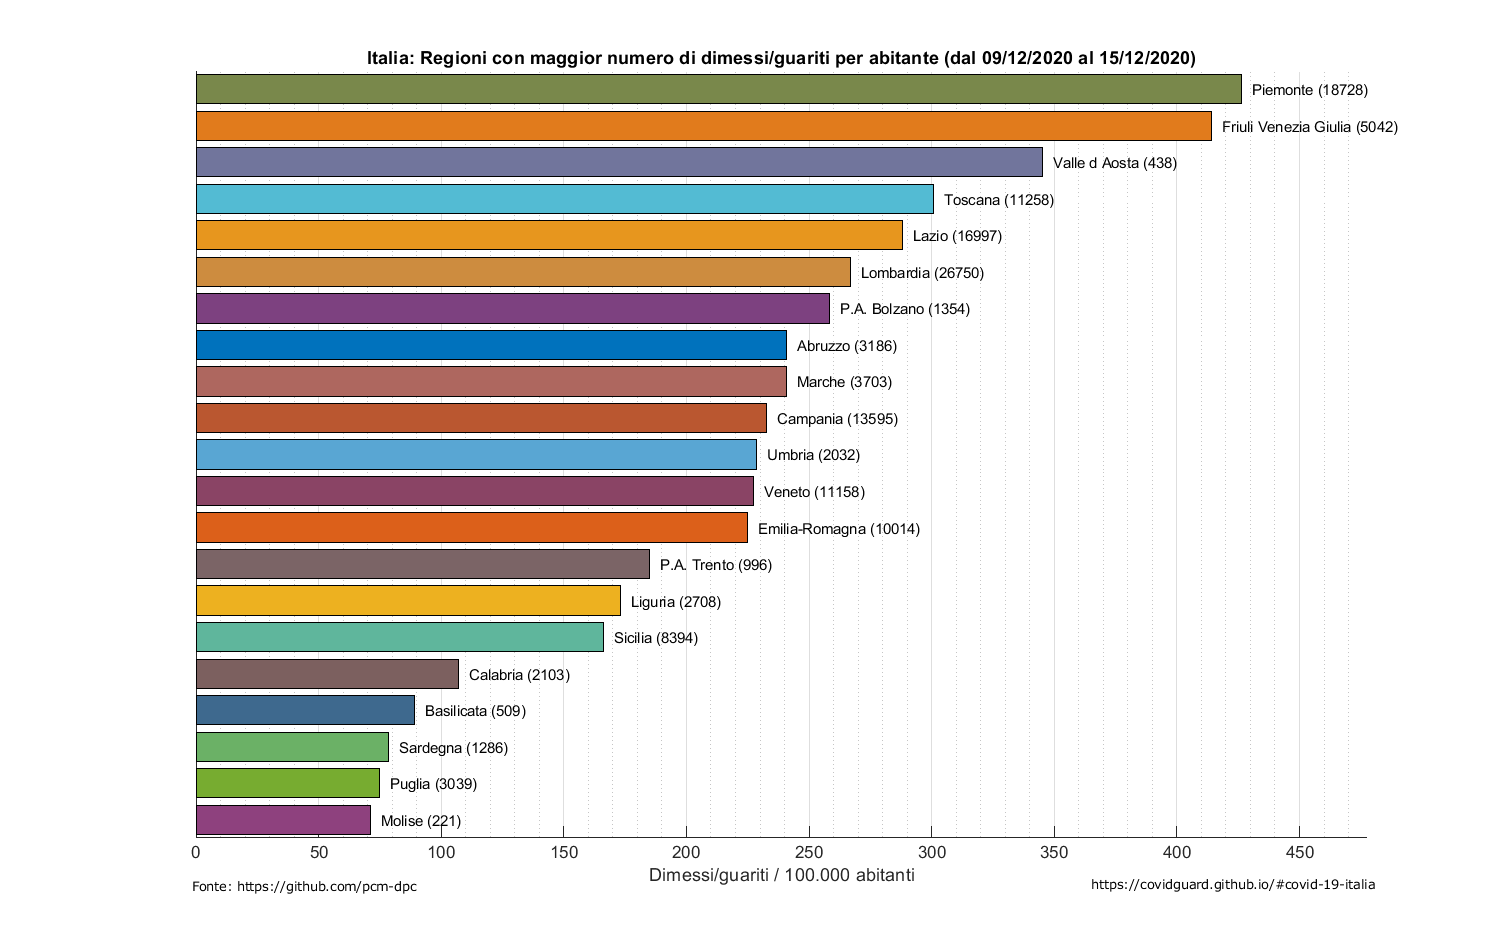 Italia: Regioni con maggior numero di dimessi/guariti per abitante (dal 09/12/2020 al 15/12/2020)
Piemonte (18728)
Friuli Venezia Giulia (5042)
Valle d Aosta (438)
Toscana (11258)
Lazio (16997)
Lombardia (26750)
P.A. Bolzano (1354)
Abruzzo (3186)
Marche (3703)
Campania (13595)
Umbria (2032)
Veneto (11158)
Emilia-Romagna (10014)
P.A. Trento (996)
Liguria (2708)
Sicilia (8394)
Calabria (2103)
Basilicata (509)
Sardegna (1286)
Puglia (3039)
Molise (221)
0 50 100 150 200 250 300 350 400 450
Dimessi/guariti / 100.000 abitanti
Fonte: https://github.com/pcm-dpc
https://covidguard.github.io/#covid-19-italia